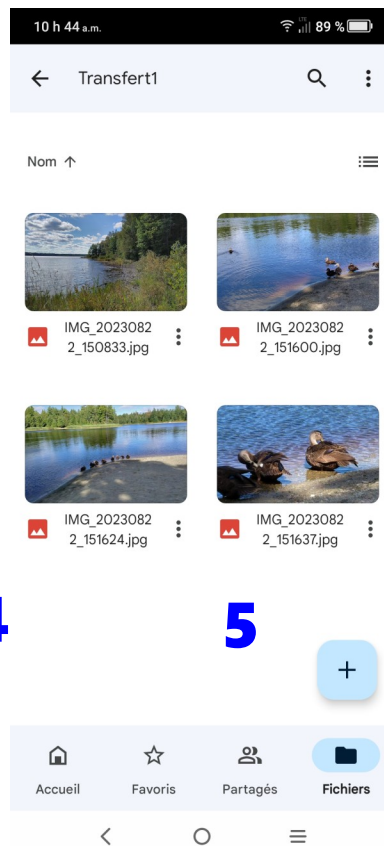 10 h 44 a.m. LTE 89 %
Transfert1
Nom
IMG_2023082
2_150833.jpg
IMG_2023082
2_151600.jpg
IMG_2023082
2_151624.jpg
IMG_2023082
2_151637.jpg
4 5
Accueil Favoris Partagés Fichiers